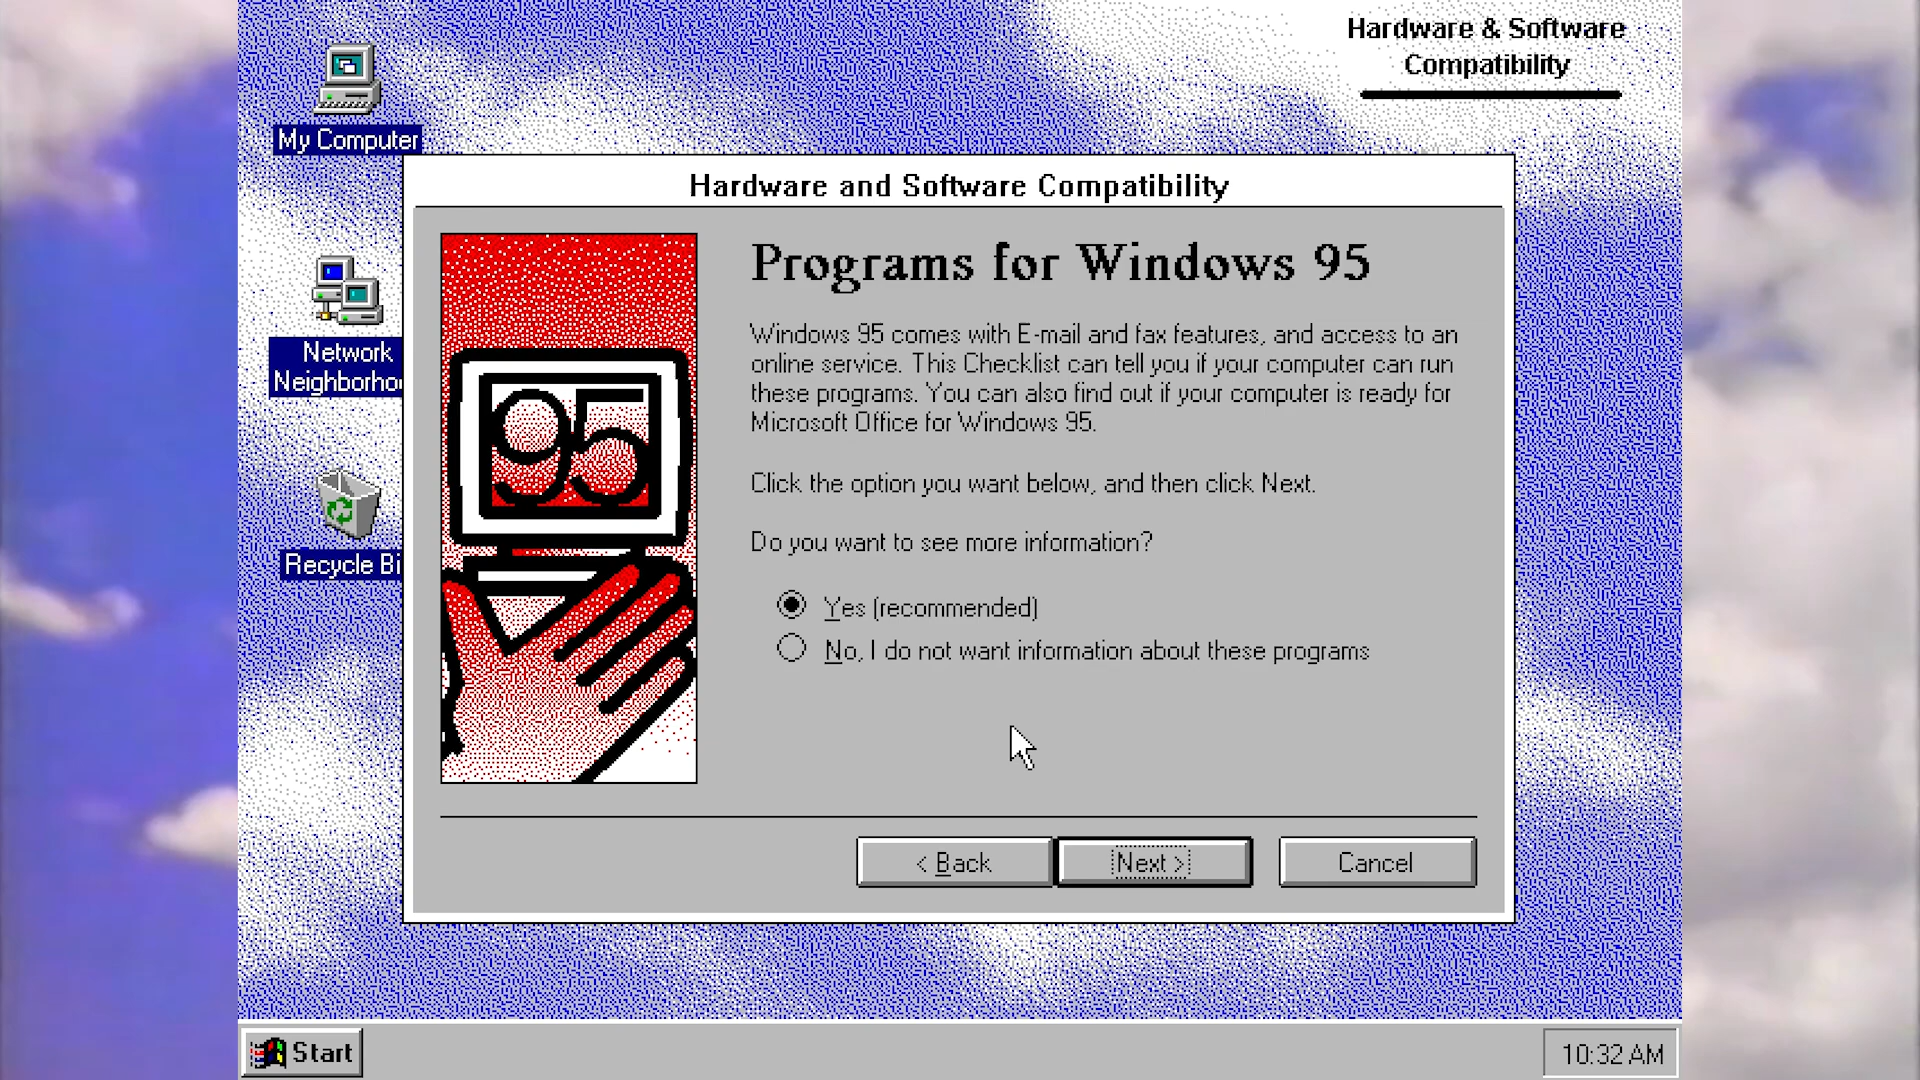 Hardware & Software
Compatibility
My Computer
Hardware and Software Compatibility
Programs for Windows 95
Windows 95 comes with E-mail and fax features, and access to an
online service. This Checklist can tell you if your computer can run
these programs. You can also find out if your computer is ready for
Microsoft Office for Windows 95.
Click the option you want below, and then click Next.
Do you want to see more information?
Yes (recommended)
No, I do not want information about these programs
95
Network
Neighborhoo
Recycle Bi
< Back
Next >
Cancel
Start
10:32 AM